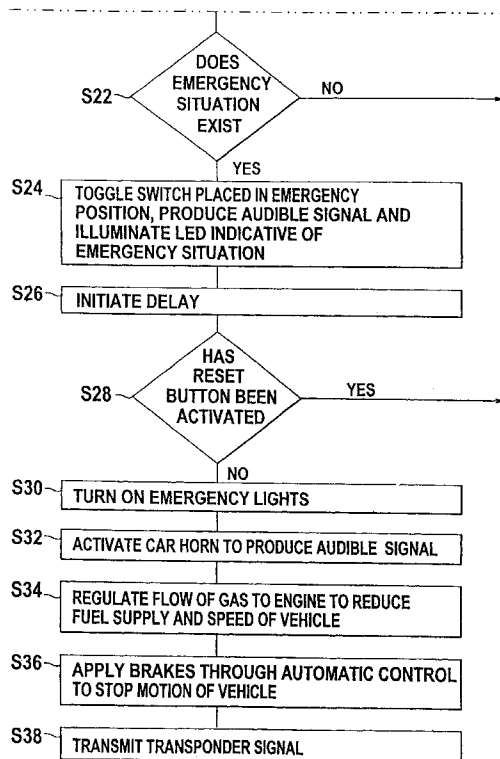 DOES
EMERGENCY
SITUATION
EXIST
S22
NO
YES
S24
TOGGLE SWITCH PLACED IN EMERGENCY
POSITION, PRODUCE AUDIBLE SIGNAL AND
ILLUMINATE LED INDICATIVE OF
EMERGENCY SITUATION
S26
INITIATE DELAY
HAS
RESET
BUTTON BEEN
ACTIVATED
S28
YES
NO
S30
TURN ON EMERGENCY LIGHTS
S32
ACTIVATE CAR HORN TO PRODUCE AUDIBLE SIGNAL
S34
REGULATE FLOW OF GAS TO ENGINE TO REDUCE
FUEL SUPPLY AND SPEED OF VEHICLE
S36
APPLY BRAKES THROUGH AUTOMATIC CONTROL
TO STOP MOTION OF VEHICLE
S38
TRANSMIT TRANSPONDER SIGNAL